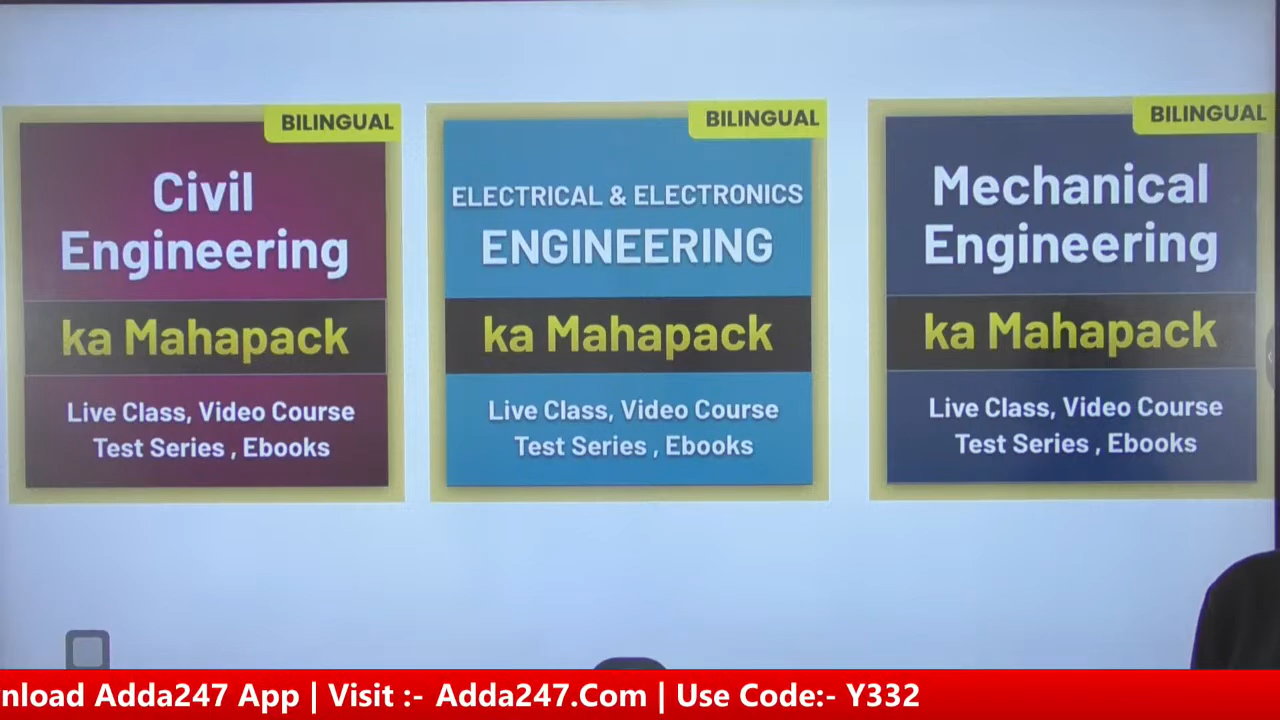 BILINGUAL
Civil
Engineering
ka Mahapack
Live Class, Video Course
Test Series , Ebooks
BILINGUAL
ELECTRICAL & ELECTRONICS
ENGINEERING
ka Mahapack
Live Class, Video Course
Test Series , Ebooks
BILINGUAL
Mechanical
Engineering
ka Mahapack
Live Class, Video Course
Test Series , Ebooks
nload Adda247 App | Visit :- Adda247.Com | Use Code:- Y332